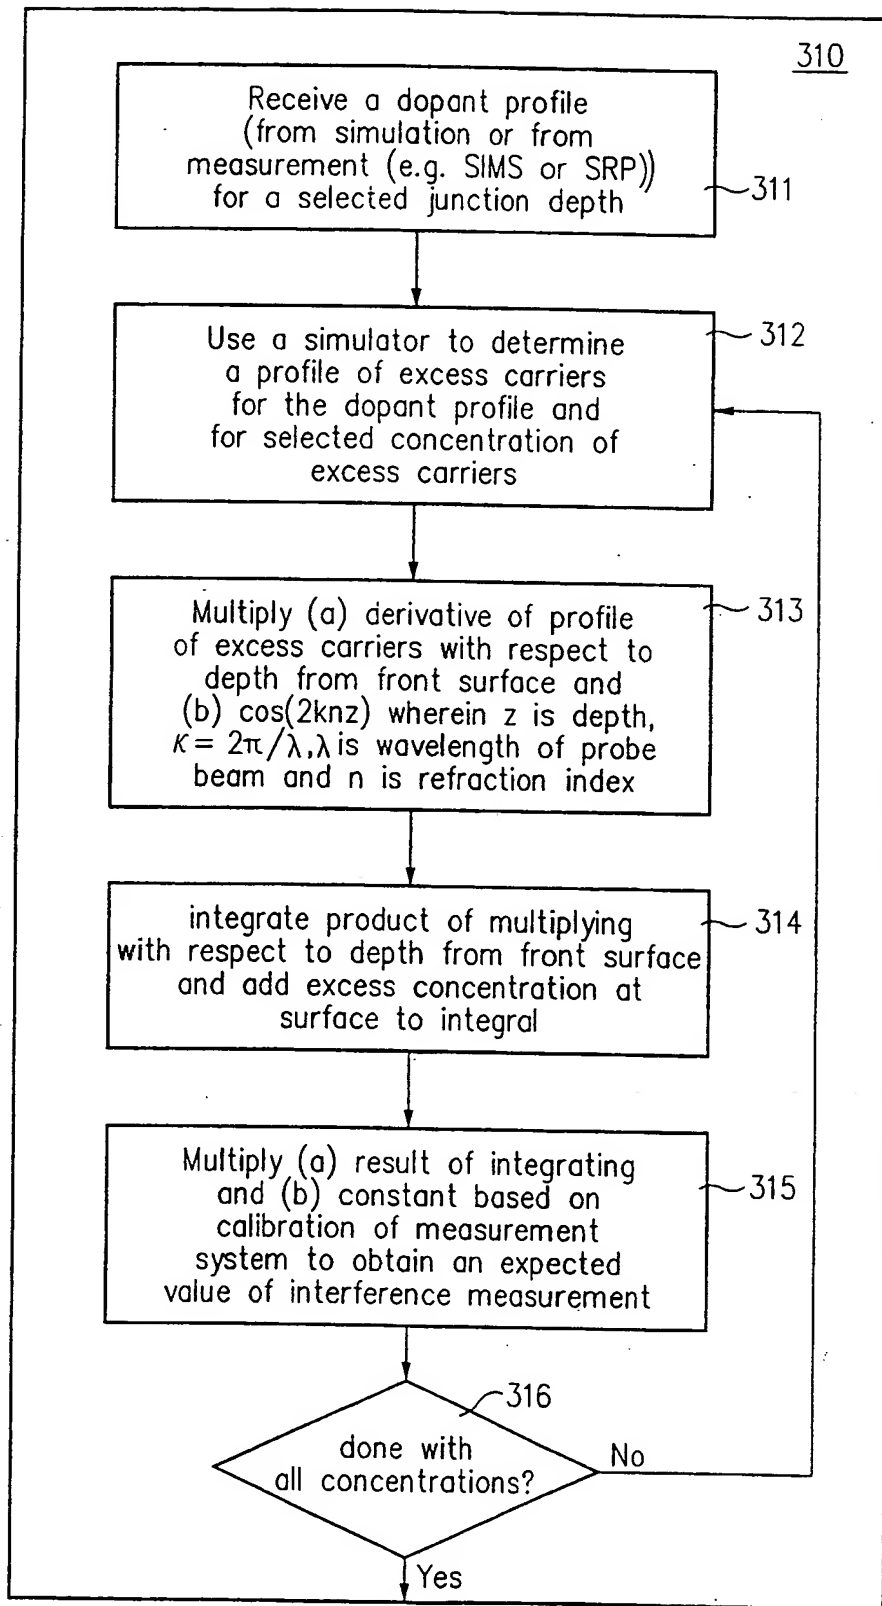 310
Receive a dopant profile
(from simulation or from
measurement (e.g. SIMS or SRP))
for a selected junction depth
311
Use a simulator to determine
a profile of excess carriers
for the dopant profile and
for selected concentration of
excess carriers
312
Multiply (a) derivative of profile
of excess carriers with respect to
depth from front surface and
(b) cos(2knz) wherein z is depth,
K = 2π/λ,λ is wavelength of probe
beam and n is refraction index
313
integrate product of multiplying
with respect to depth from front surface
and add excess concentration at
surface to integral
314
Multiply (a) result of integrating
and (b) constant based on
calibration of measurement
system to obtain an expected
value of interference measurement
315
316
done with
all concentrations?
No
Yes